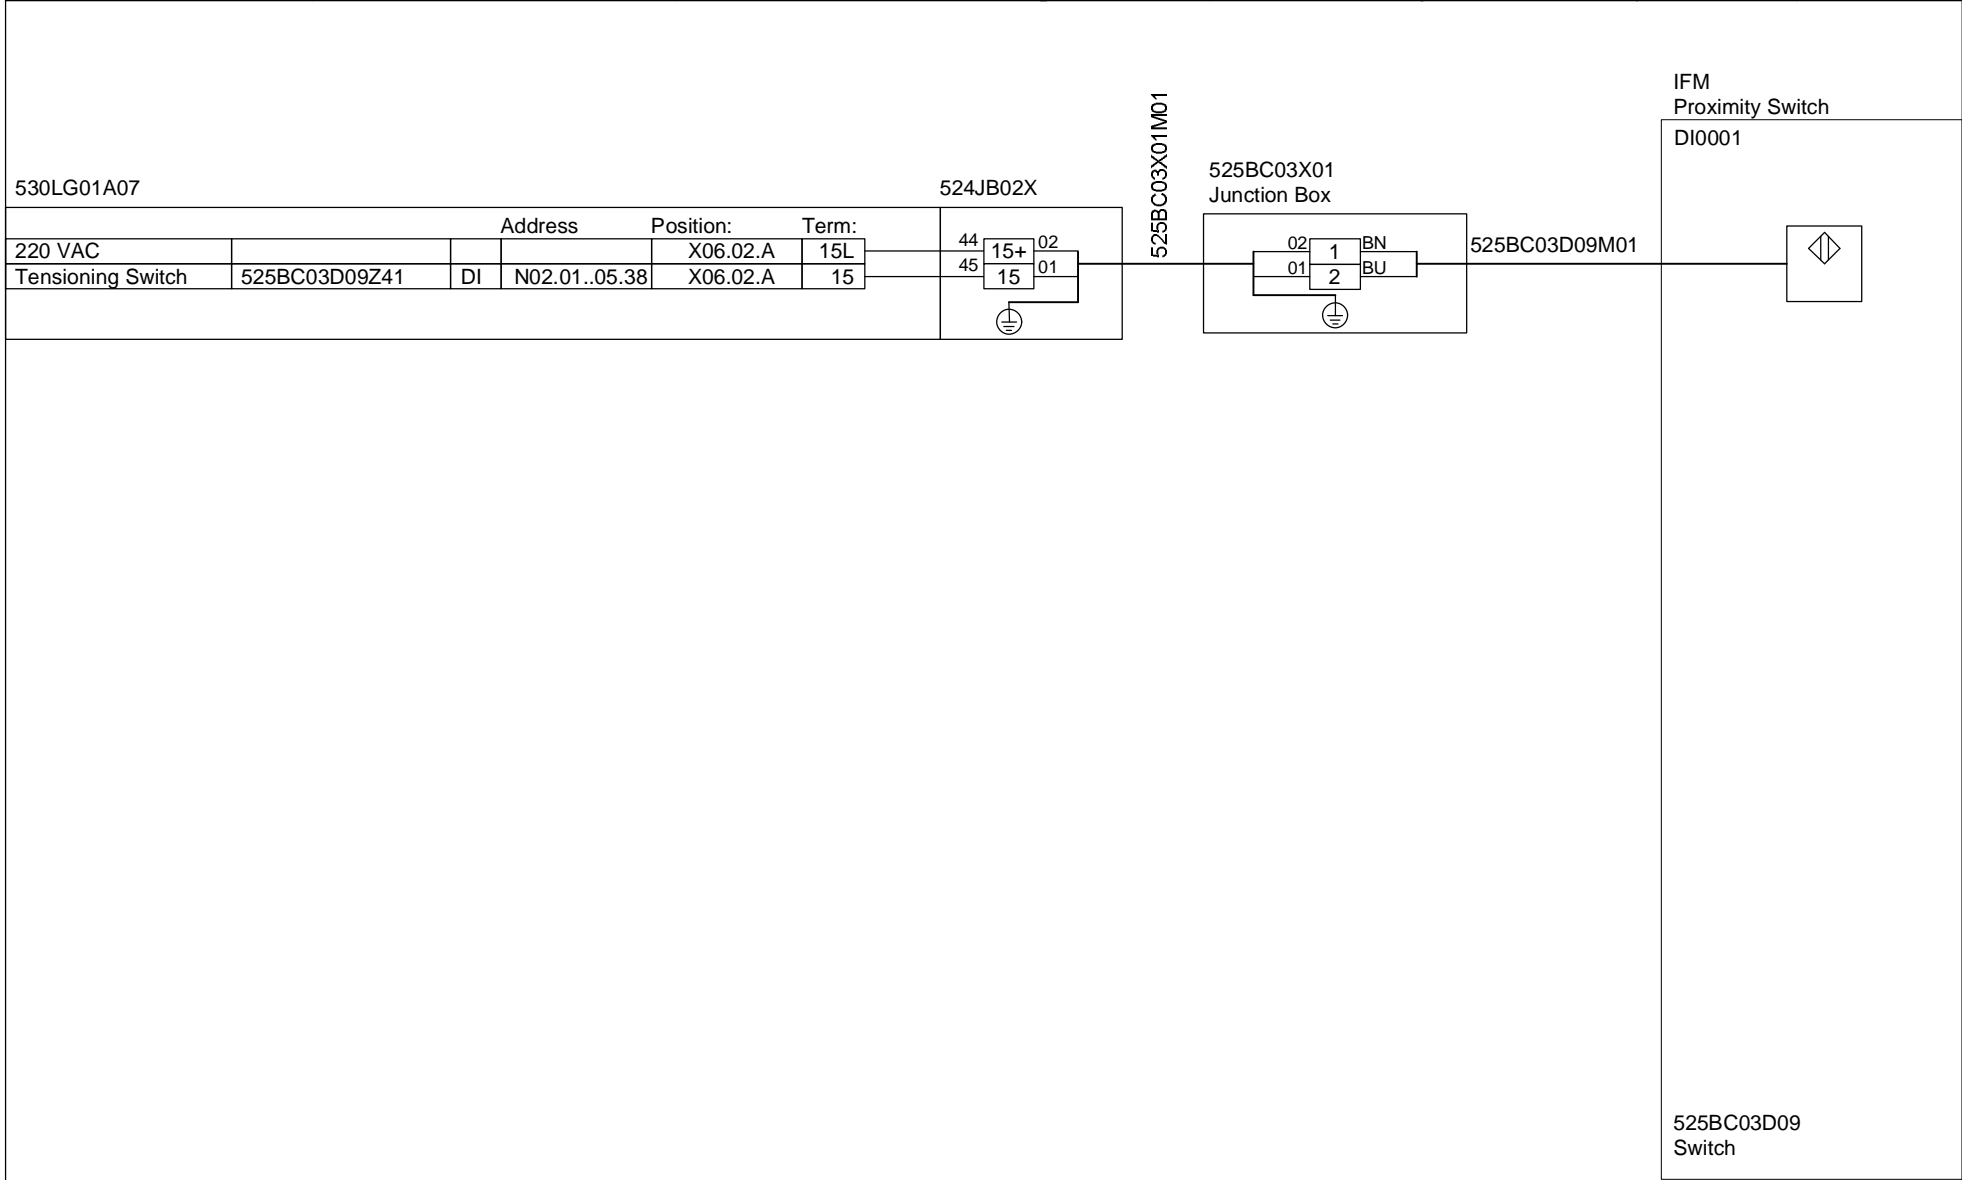 IFM
Proximity Switch
DI0001
525BC03X01M01
525BC03X01
Junction Box
530LG01A07
524JB02X
Address Position: Term:
220 VAC X06.02.A 15L 44 15+ 02 02 1 BN 525BC03D09M01
Tensioning Switch 525BC03D09Z41 DI N02.01..05.38 X06.02.A 15 45 15 01 01 2 BU
525BC03D09
Switch